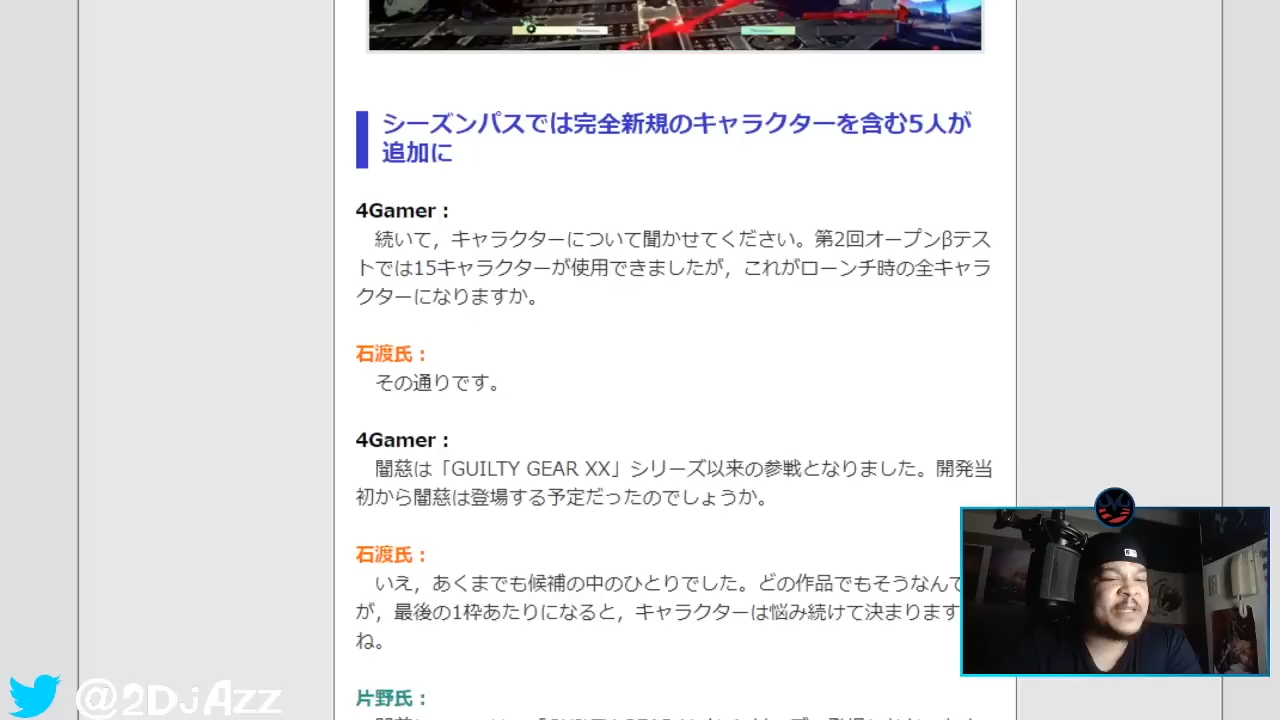 シーズンパスでは完全新規のキャラクターを含む5人が
追加に
4Gamer：
続いて，キャラクターについて聞かせてください。第2回オープンβテス
トでは15キャラクターが使用できましたが，これがローンチ時の全キャラ
クターになりますか。
石渡氏：
その通りです。
4Gamer：
闇慈は「GUILTY GEAR XX」シリーズ以来の参戦となりました。開発当
初から闇慈は登場する予定だったのでしょうか。
石渡氏：
いえ，あくまでも候補の中のひとりでした。どの作品でもそうなんで
が，最後の1枠あたりになると，キャラクターは悩み続けて決まります
ね。
片野氏：
@2DjAzz